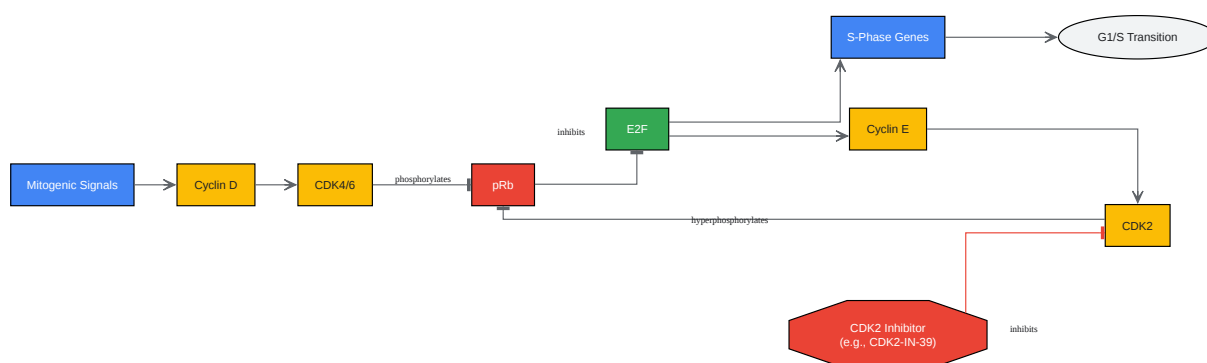 S-Phase Genes
G1/S Transition
inhibits
E2F
Cyclin E
Mitogenic Signals
Cyclin D
CDK4/6
phosphorylates
pRb
hyperphosphorylates
CDK2
CDK2 Inhibitor
(e.g., CDK2-IN-39)
inhibits